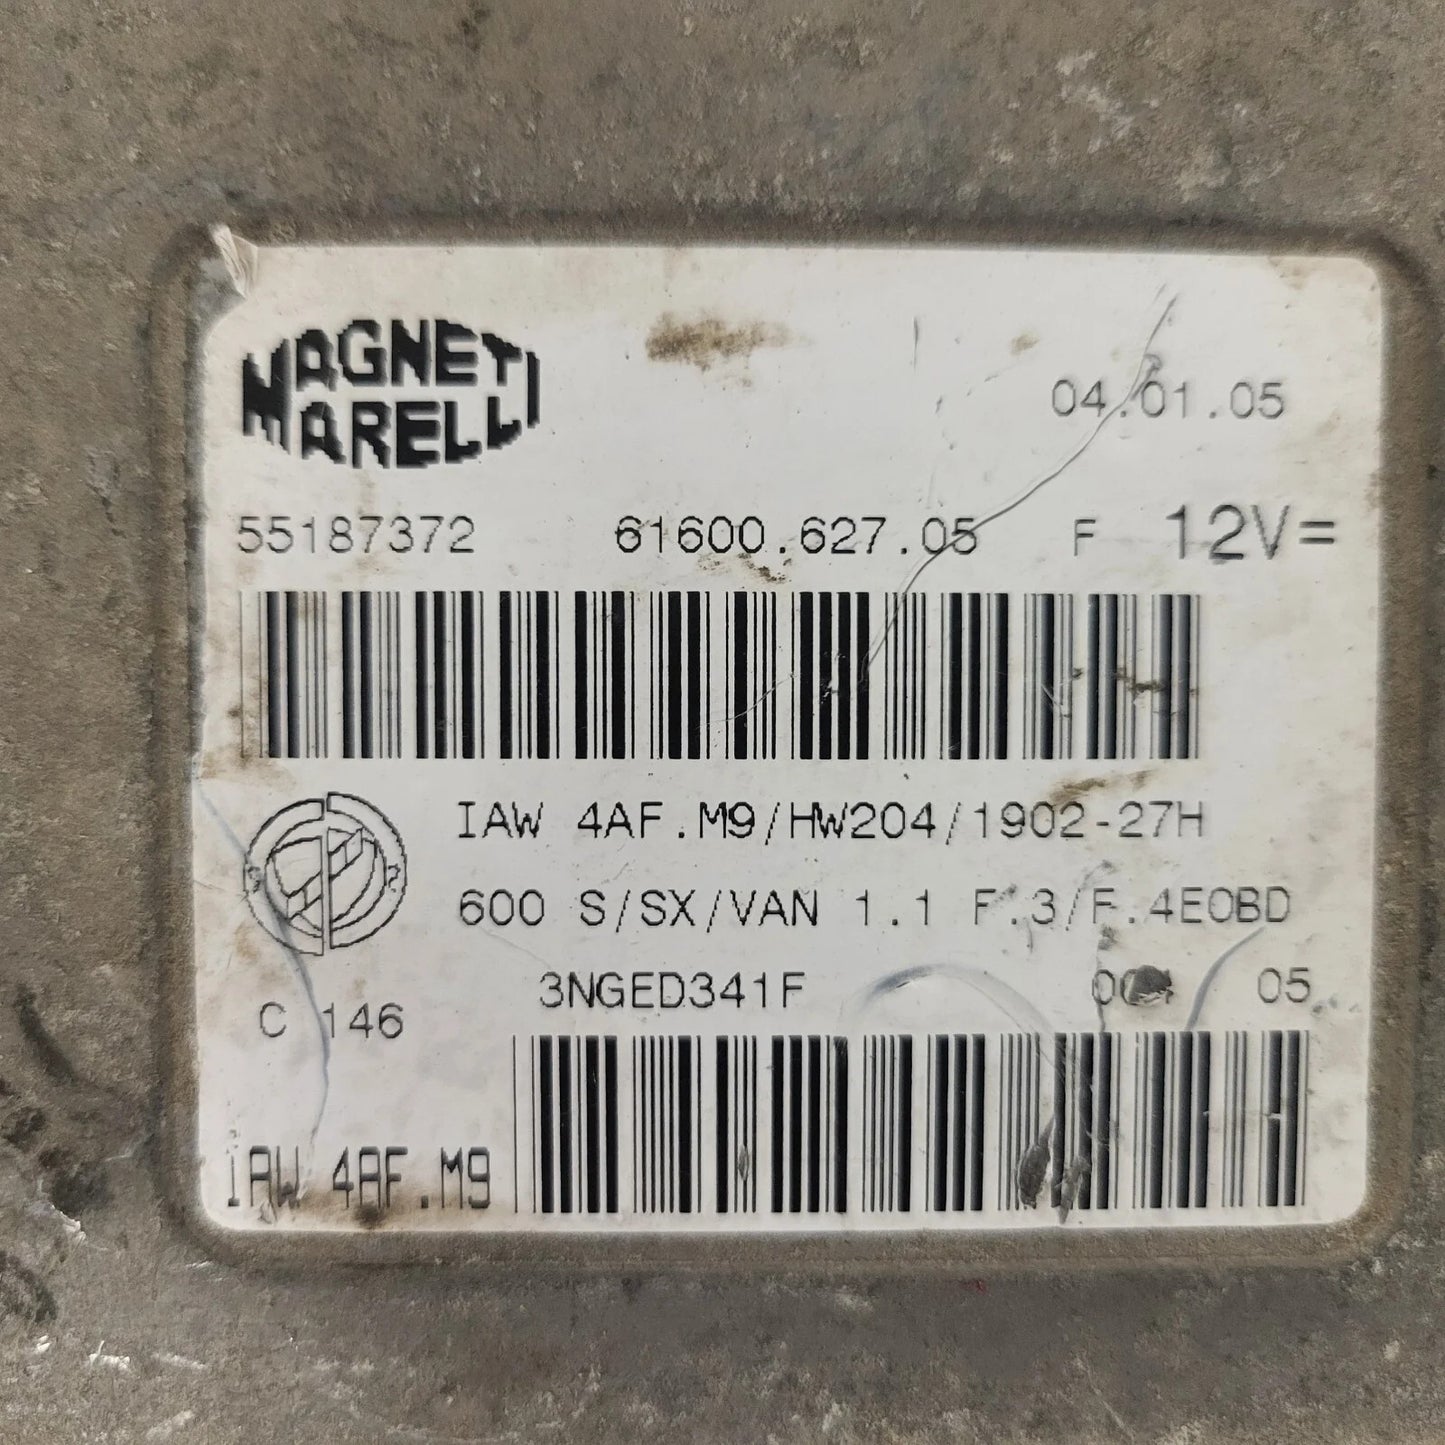 MAGNETI
MARELLI
04.01.05
55187372 61600.627.05 F 12V=
IAW 4AF.M9/HW204/1902-27H
600 S/SX/VAN 1.1 F.3/F.4EOBD
3NGED341F 05
C 146
IAW 4AF.M9